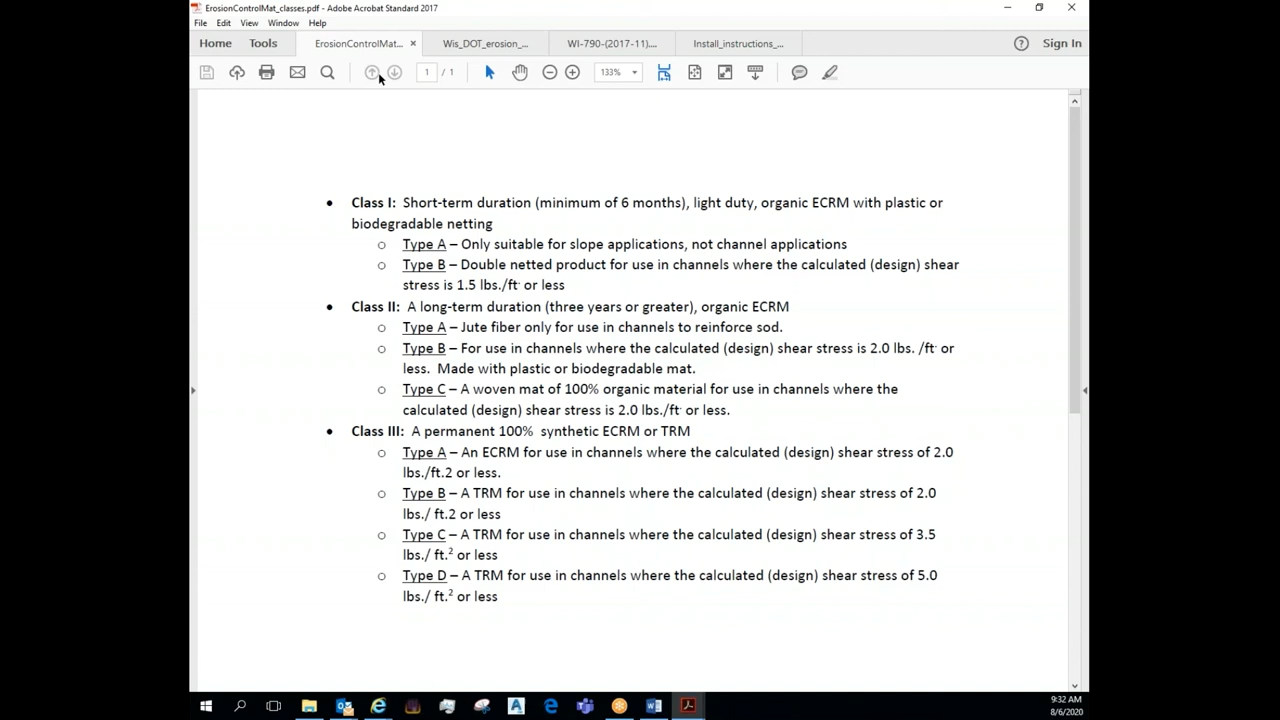 ErosionControlMat_classes.pdf - Adobe Acrobat Standard 2017
File Edit View Window Help
Home Tools ErosionControlMat... × Wis_DOT_erosion_... WI-790-(2017-11).... Install_instructions_... Sign In
1 / 1 133%
• Class I: Short-term duration (minimum of 6 months), light duty, organic ECRM with plastic or
biodegradable netting
○ Type A – Only suitable for slope applications, not channel applications
○ Type B – Double netted product for use in channels where the calculated (design) shear
stress is 1.5 lbs./ft. or less
• Class II: A long-term duration (three years or greater), organic ECRM
○ Type A – Jute fiber only for use in channels to reinforce sod.
○ Type B – For use in channels where the calculated (design) shear stress is 2.0 lbs. /ft. or
less. Made with plastic or biodegradable mat.
○ Type C – A woven mat of 100% organic material for use in channels where the
calculated (design) shear stress is 2.0 lbs./ft. or less.
• Class III: A permanent 100% synthetic ECRM or TRM
○ Type A – An ECRM for use in channels where the calculated (design) shear stress of 2.0
lbs./ft.2 or less.
○ Type B – A TRM for use in channels where the calculated (design) shear stress of 2.0
lbs./ ft.2 or less
○ Type C – A TRM for use in channels where the calculated (design) shear stress of 3.5
lbs./ ft.² or less
○ Type D – A TRM for use in channels where the calculated (design) shear stress of 5.0
lbs./ ft.² or less
9:32 AM
8/6/2020